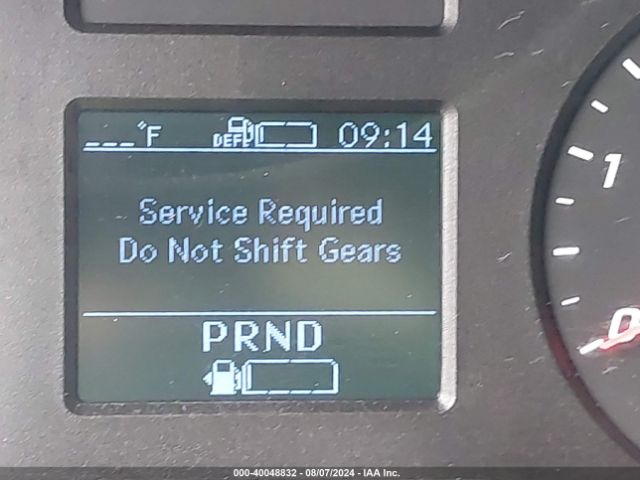 ___°F DEF 09:14
Service Required
Do Not Shift Gears
PRND
1
0
000-40048832 - 08/07/2024 - IAA Inc.